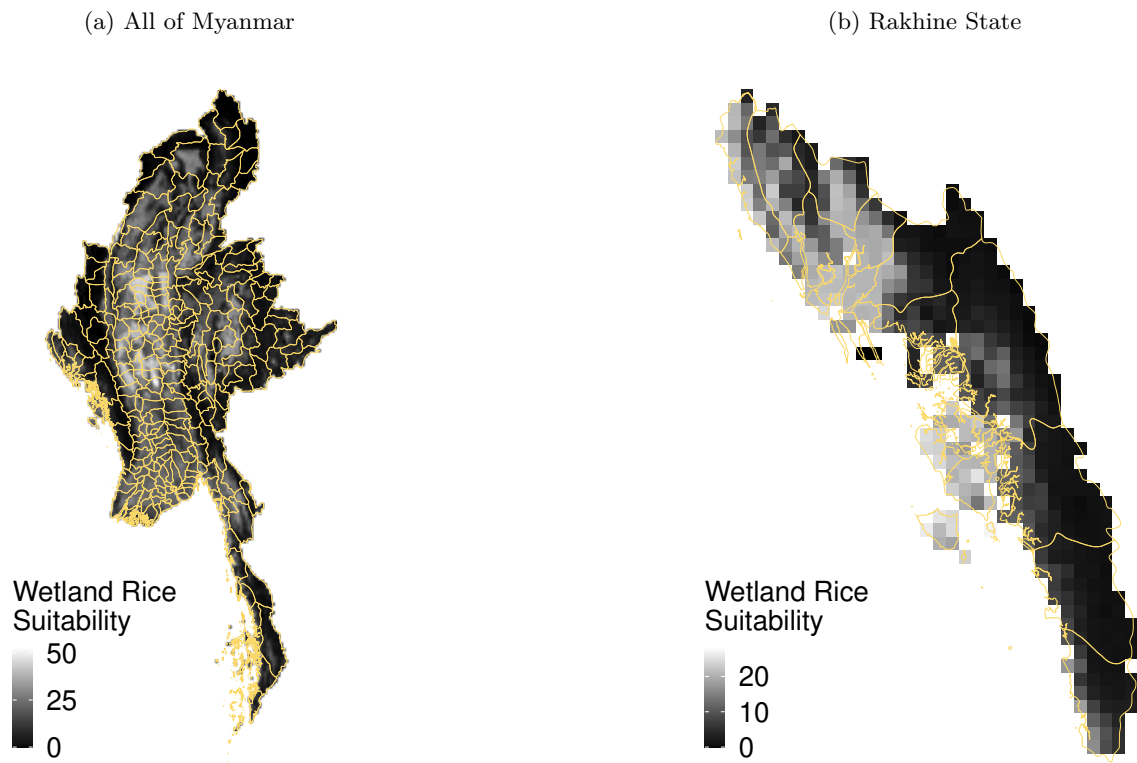 (a) All of Myanmar
(b) Rakhine State
Wetland Rice
Suitability
50
25
0
Wetland Rice
Suitability
20
10
0